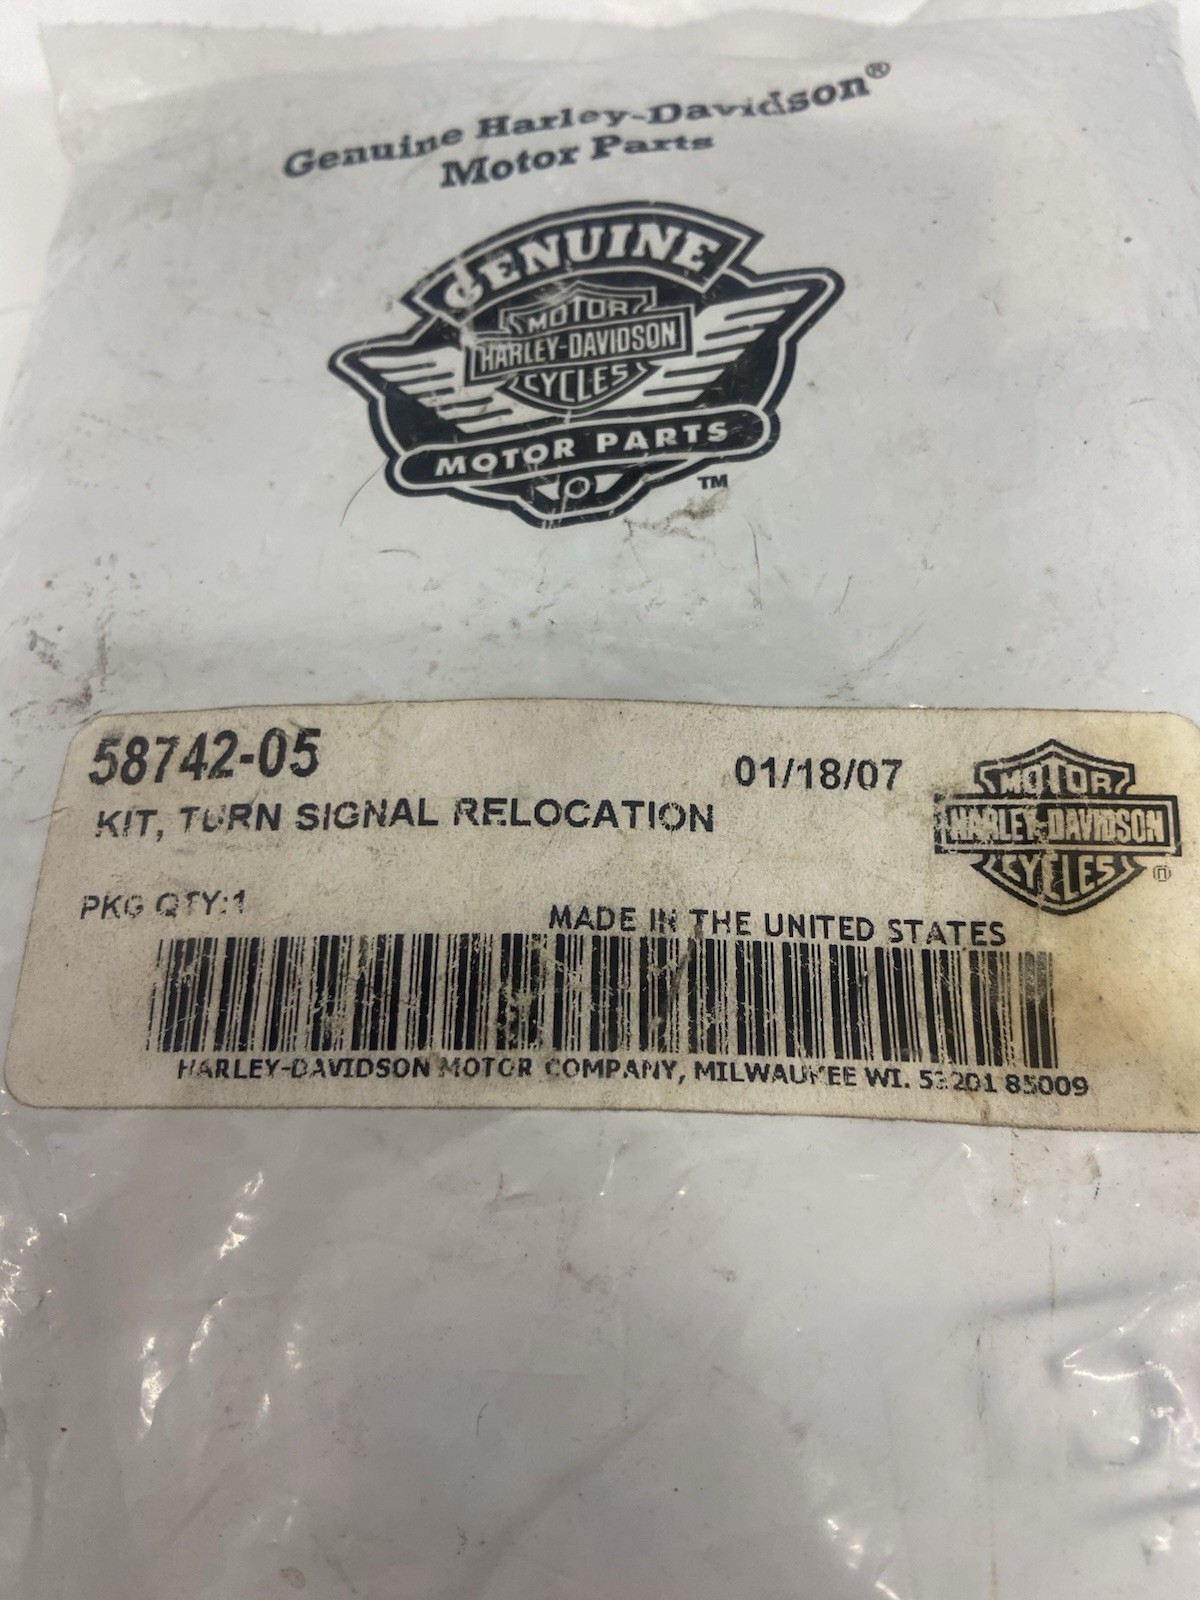 Genuine Harley-Davidson®
Motor Parts
GENUINE
MOTOR
HARLEY-DAVIDSON
CYCLES
MOTOR PARTS
TM
58742-05
01/18/07
KIT, TURN SIGNAL RELOCATION
MOTOR
HARLEY-DAVIDSON
CYCLES
®
PKG QTY:1
MADE IN THE UNITED STATES
HARLEY-DAVIDSON MOTOR COMPANY, MILWAUKEE WI. 53201 85009